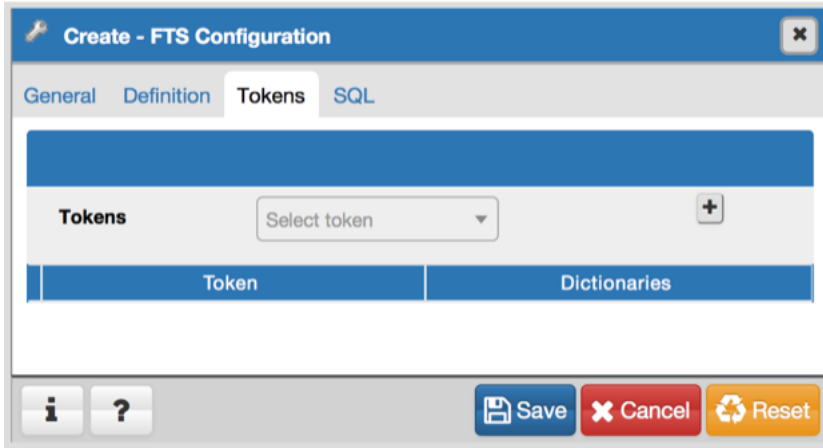 Create - FTS Configuration
General Definition Tokens SQL
Tokens Select token
Token Dictionaries
i ? Save Cancel Reset